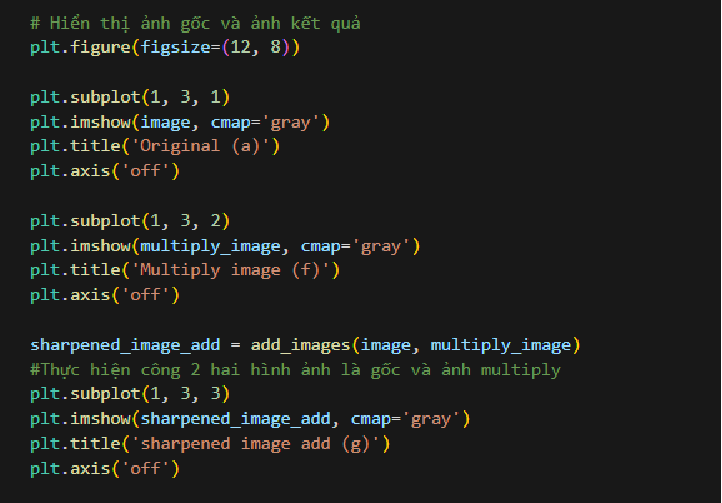 # Hiển thị ảnh gốc và ảnh kết quả
plt.figure(figsize=(12, 8))
plt.subplot(1, 3, 1)
plt.imshow(image, cmap='gray')
plt.title('Original (a)')
plt.axis('off')
plt.subplot(1, 3, 2)
plt.imshow(multiply_image, cmap='gray')
plt.title('Multiply image (f)')
plt.axis('off')
sharpened_image_add = add_images(image, multiply_image)
#Thực hiện công 2 hai hình ảnh là gốc và ảnh multiply
plt.subplot(1, 3, 3)
plt.imshow(sharpened_image_add, cmap='gray')
plt.title('sharpened image add (g)')
plt.axis('off')